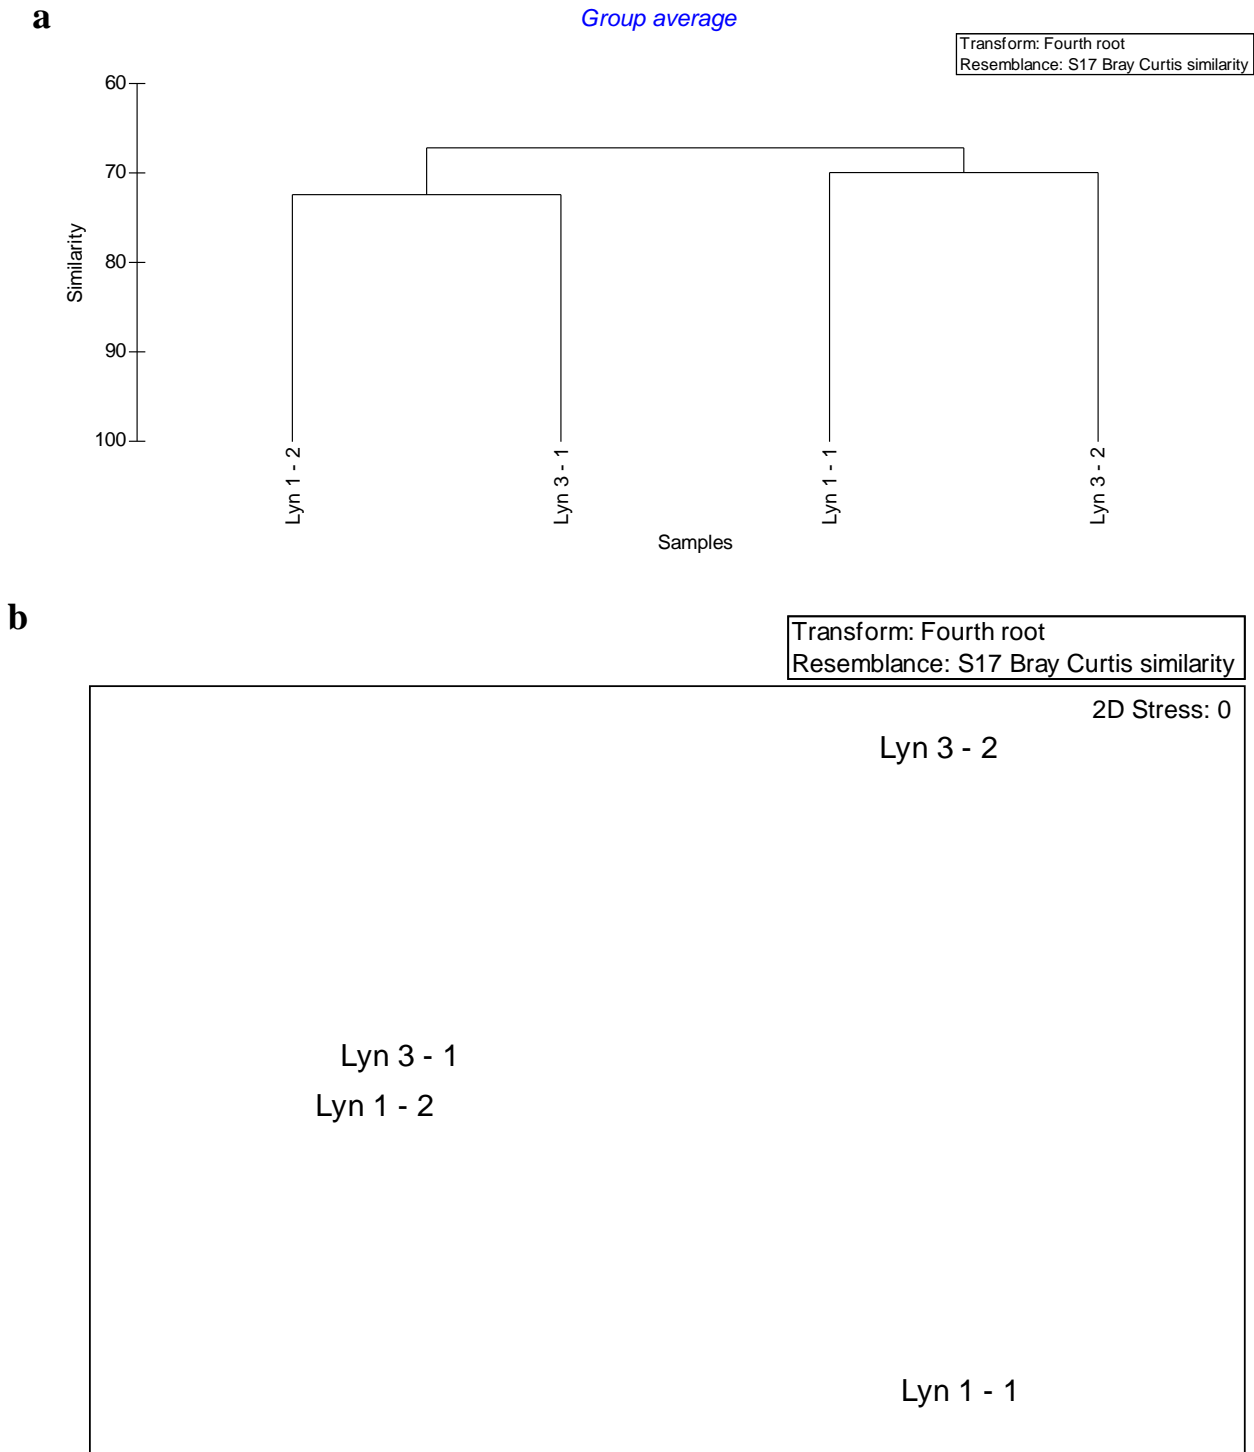 a
Group average
Transform: Fourth root
Resemblance: S17 Bray Curtis similarity
60
70
80
90
100
Similarity
Lyn 1 - 2
Lyn 3 - 1
Lyn 1 - 1
Lyn 3 - 2
Samples
b
Transform: Fourth root
Resemblance: S17 Bray Curtis similarity
2D Stress: 0
Lyn 3 - 2
Lyn 3 - 1
Lyn 1 - 2
Lyn 1 - 1